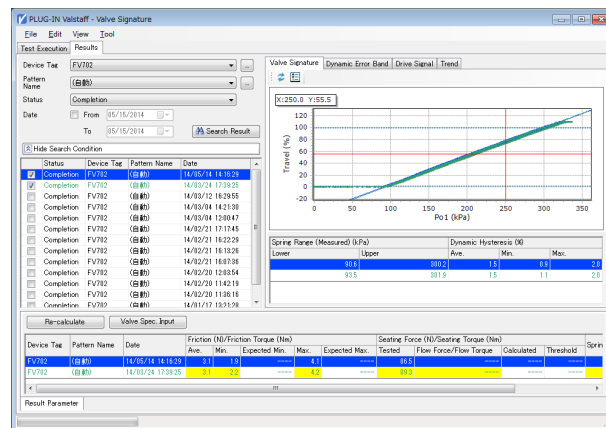 PLUG-IN Valstaff - Valve Signature
File Edit View Tool
Test Execution Results
Device Tag FV702
Pattern Name (自動)
Status Completion
Date From 05/15/2014
To 05/15/2014 Search Result
Hide Search Condition
Status Device Tag Pattern Name Date
Completion FV702 (自動) 14/05/14 14:16:29
Completion FV702 (自動) 14/03/24 17:39:25
Completion FV702 (自動) 14/03/12 16:29:55
Completion FV702 (自動) 14/03/04 14:21:38
Completion FV702 (自動) 14/03/04 12:00:47
Completion FV702 (自動) 14/02/21 17:17:45
Completion FV702 (自動) 14/02/21 16:22:29
Completion FV702 (自動) 14/02/21 16:13:26
Completion FV702 (自動) 14/02/21 16:07:36
Completion FV702 (自動) 14/02/20 12:03:54
Completion FV702 (自動) 14/02/20 11:42:19
Completion FV702 (自動) 14/02/20 11:36:16
Completion FV702 (自動) 14/01/17 13:21:28
Valve Signature Dynamic Error Band Drive Signal Trend
X:250.0 Y:55.5
Travel (%)
120
100
80
60
40
20
0
-20
0 50 100 150 200 250 300 350
Po1 (kPa)
Spring Range (Measured) (kPa) Dynamic Hysteresis (%)
Lower Upper Ave. Min. Max.
90.6 300.2 1.5 0.9 2.0
93.5 301.9 1.5 1.1 2.0
Re-calculate Valve Spec. Input
Device Tag Pattern Name Date Friction (N)/Friction Torque (Nm) Seating Force (N)/Seating Torque (Nm) Sprin
Ave. Min. Expected Min. Max. Expected Max. Tested Flow Force/Flow Torque Calculated Threshold
FV702 (自動) 14/05/14 14:16:29 3.1 1.9 ---- 4.1 ---- 86.5 ---- ---- ----
FV702 (自動) 14/03/24 17:39:25 3.1 2.2 ---- 4.2 ---- 89.3 ---- ---- ----
Result Parameter